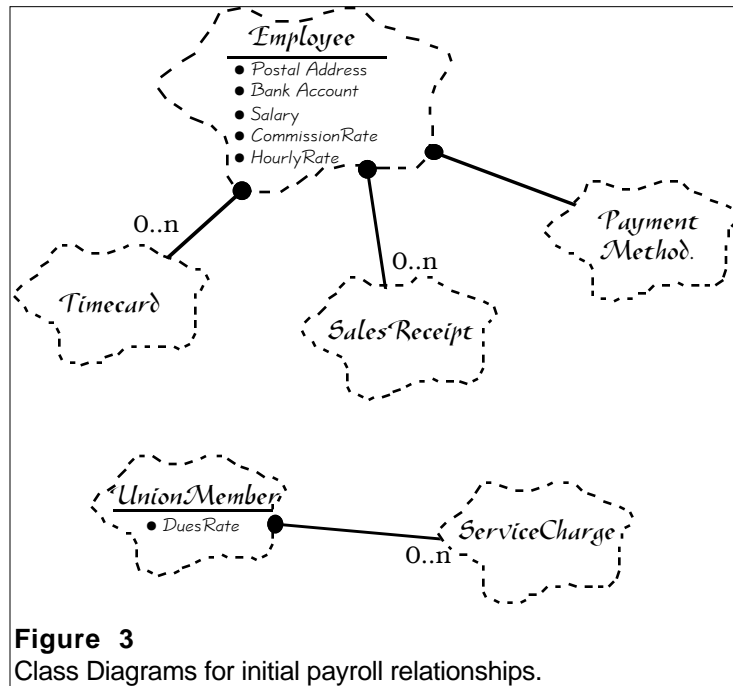 Employee
● Postal Address
● Bank Account
● Salary
● CommissionRate
● HourlyRate
0..n
0..n
Payment
Method.
Timecard
SalesReceipt
UnionMember
● DuesRate
ServiceCharge
0..n
Figure 3
Class Diagrams for initial payroll relationships.